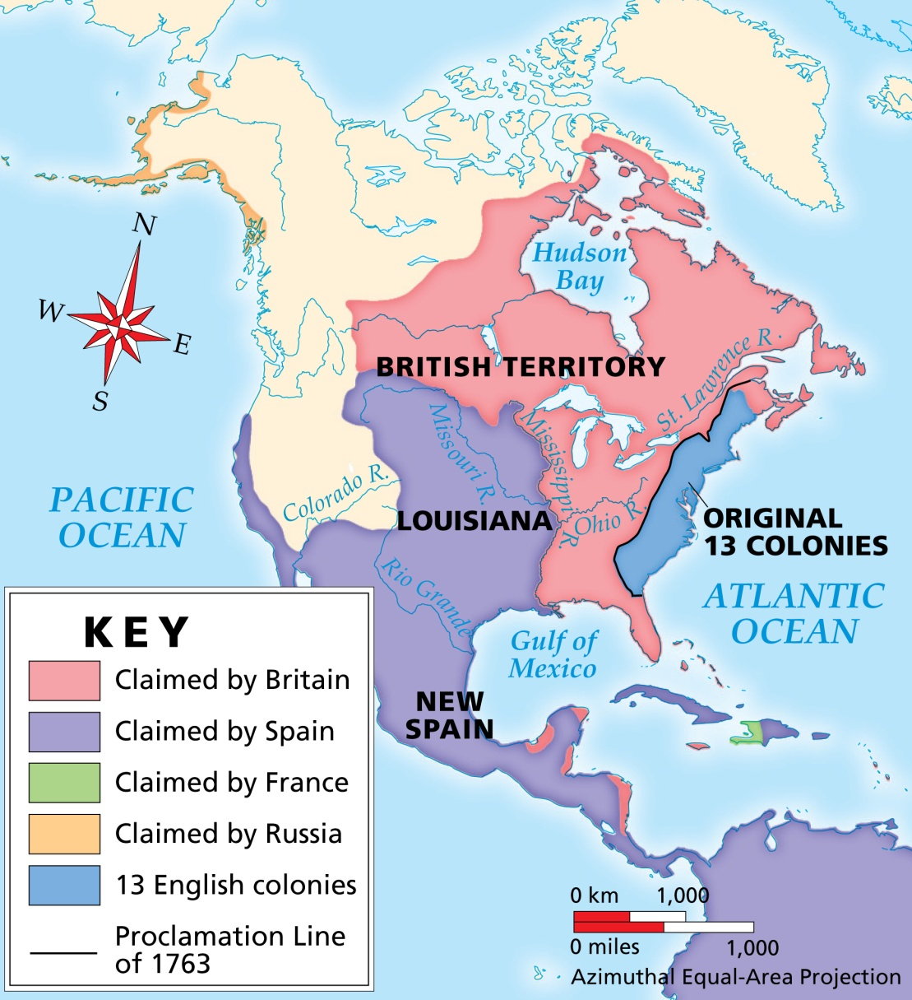 N
W
E
S
Hudson
Bay
BRITISH TERRITORY
St. Lawrence R.
Missouri R.
Mississippi R.
Colorado R.
LOUISIANA
Ohio R.
PACIFIC
OCEAN
ORIGINAL
13 COLONIES
Rio Grande
ATLANTIC
OCEAN
Gulf of
Mexico
NEW
SPAIN
KEY
Claimed by Britain
Claimed by Spain
Claimed by France
Claimed by Russia
13 English colonies
Proclamation Line
of 1763
0 km 1,000
0 miles 1,000
Azimuthal Equal-Area Projection